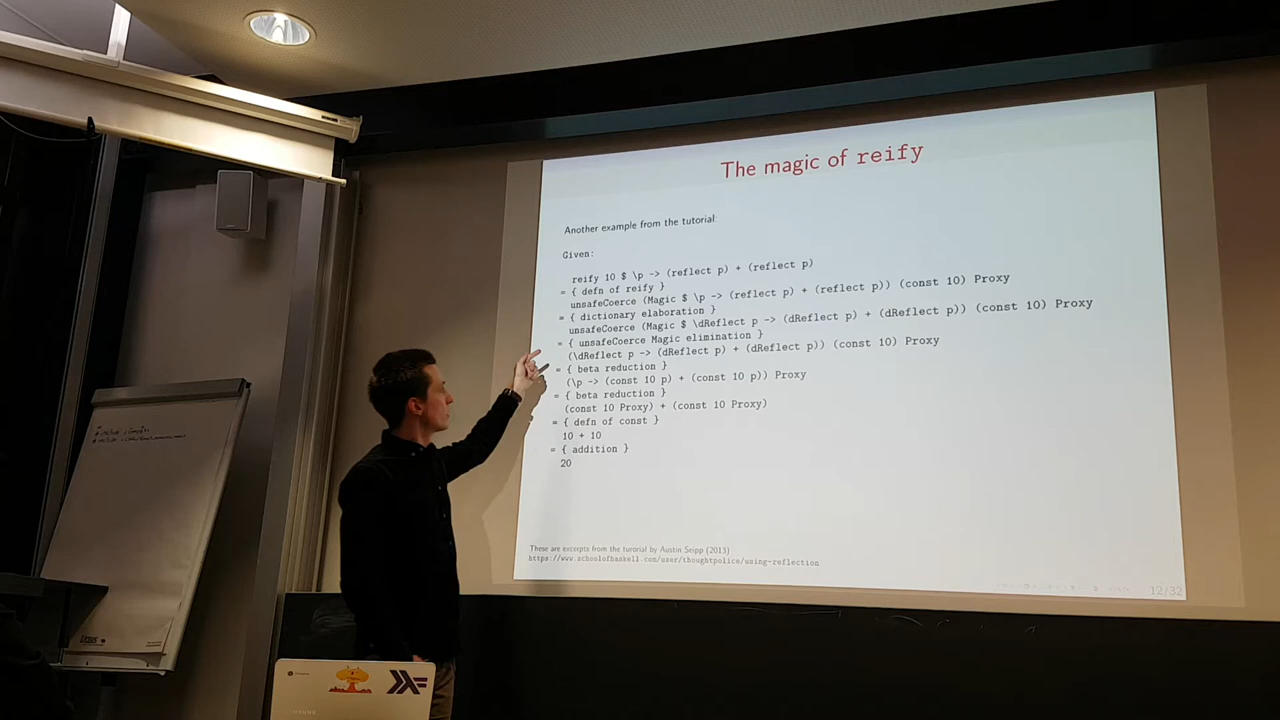 The magic of reify
Another example from the tutorial:
Given:
reify 10 $ \p -> (reflect p) + (reflect p)
= { defn of reify }
unsafeCoerce (Magic $ \p -> (reflect p) + (reflect p)) (const 10) Proxy
= { dictionary elaboration }
unsafeCoerce (Magic $ \dReflect p -> (dReflect p) + (dReflect p)) (const 10) Proxy
= { unsafeCoerce Magic elimination }
(\dReflect p -> (dReflect p) + (dReflect p)) (const 10) Proxy
= { beta reduction }
(\p -> (const 10 p) + (const 10 p)) Proxy
= { beta reduction }
(const 10 Proxy) + (const 10 Proxy)
= { defn of const }
10 + 10
= { addition }
20
These are excerpts from the turorial by Austin Seipp (2013)
https://www.schoolofhaskell.com/user/thoughtpolice/using-reflection
12/32